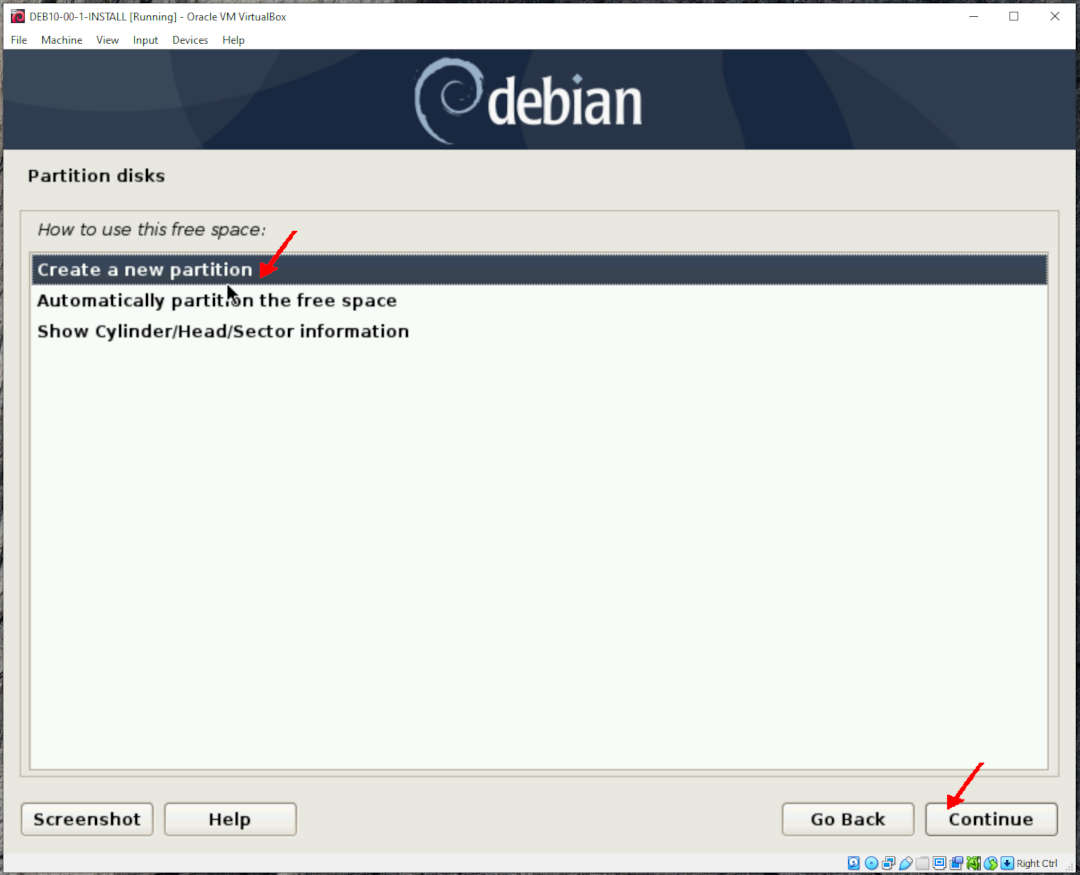 DEB10-00-1-INSTALL [Running] - Oracle VM VirtualBox
File Machine View Input Devices Help
debian
Partition disks
How to use this free space:
Create a new partition
Automatically partition the free space
Show Cylinder/Head/Sector information
Screenshot Help Go Back Continue
Right Ctrl